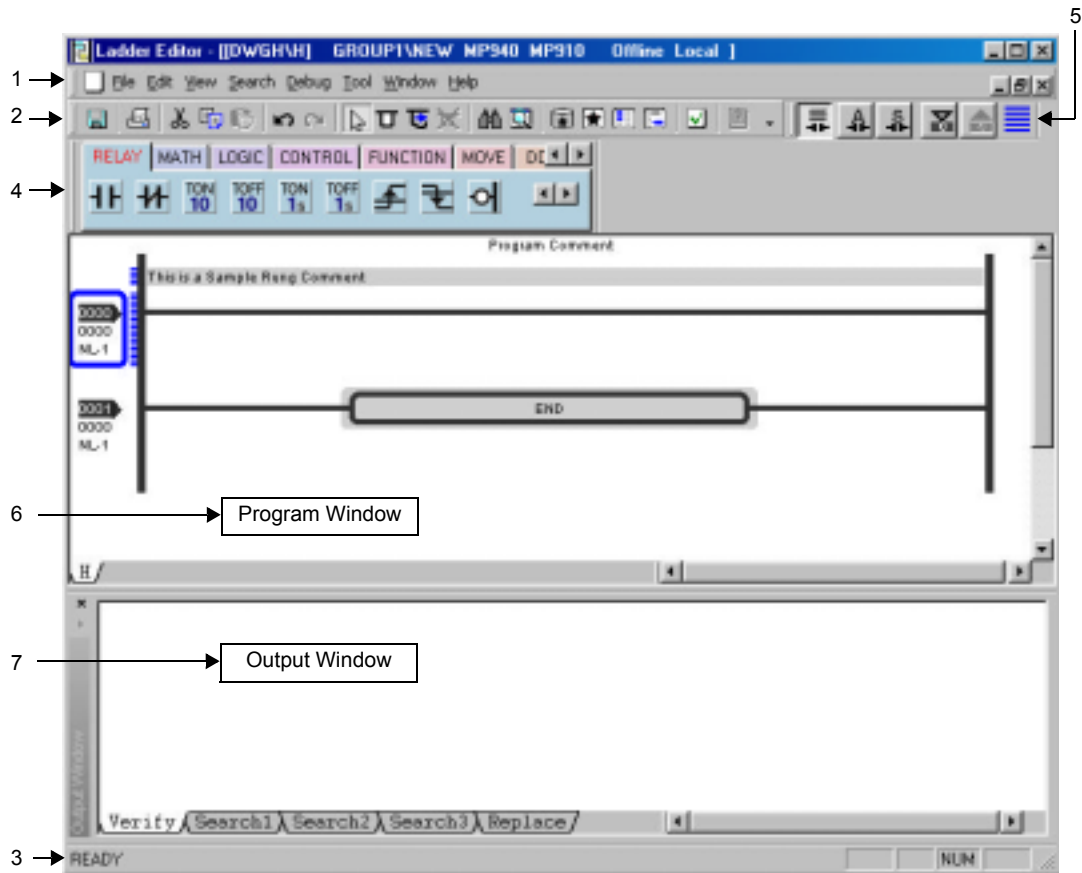 5
Ladder Editor - [[DWGH\H] GROUP1\NEW MP940 MP910 Offline Local ]
1
File Edit View Search Debug Tool Window Help
2
A S
RELAY MATH LOGIC CONTROL FUNCTION MOVE
4
TON 10 TOFF 10 TON 1s TOFF 1s
Program Comment
This is a Sample Rung Comment
0000
0000
NL-1
0001
0000
NL-1
END
6
Program Window
H
7
Output Window
Output Window
Verify Search1 Search2 Search3 Replace
3
READY
NUM